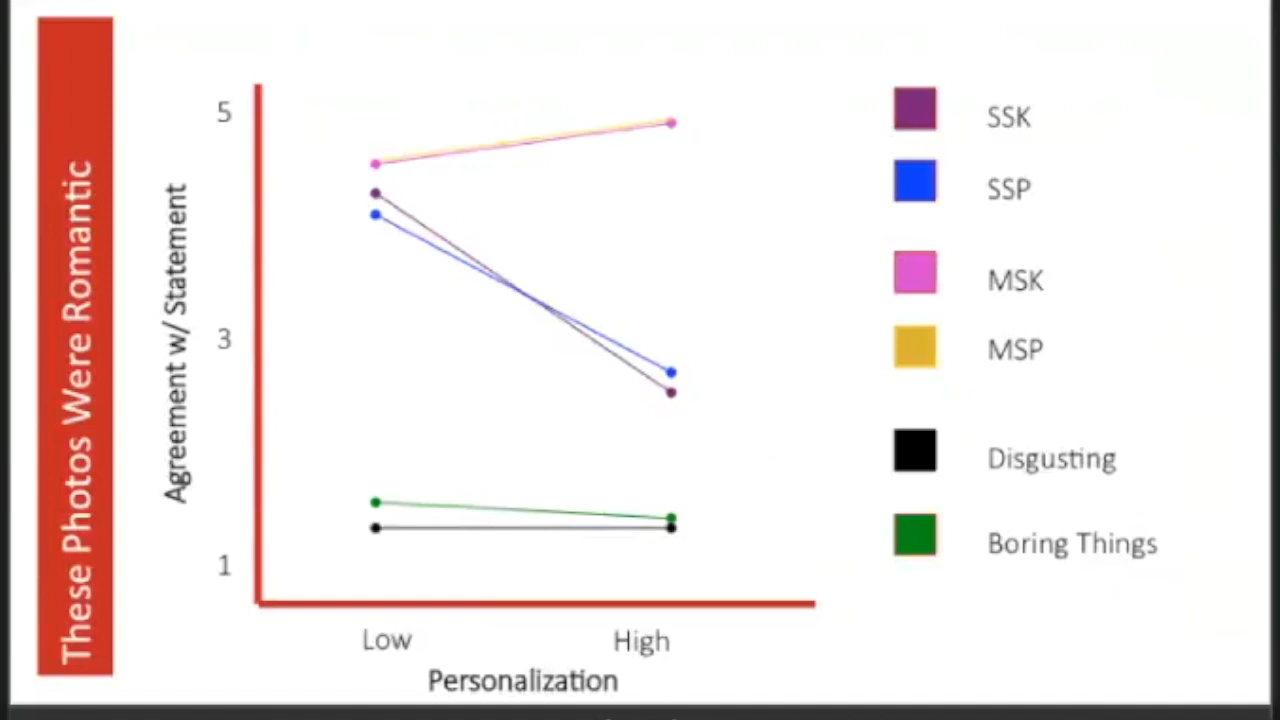 These Photos Were Romantic
Agreement w/ Statement
5
3
1
Low
High
Personalization
SSK
SSP
MSK
MSP
Disgusting
Boring Things